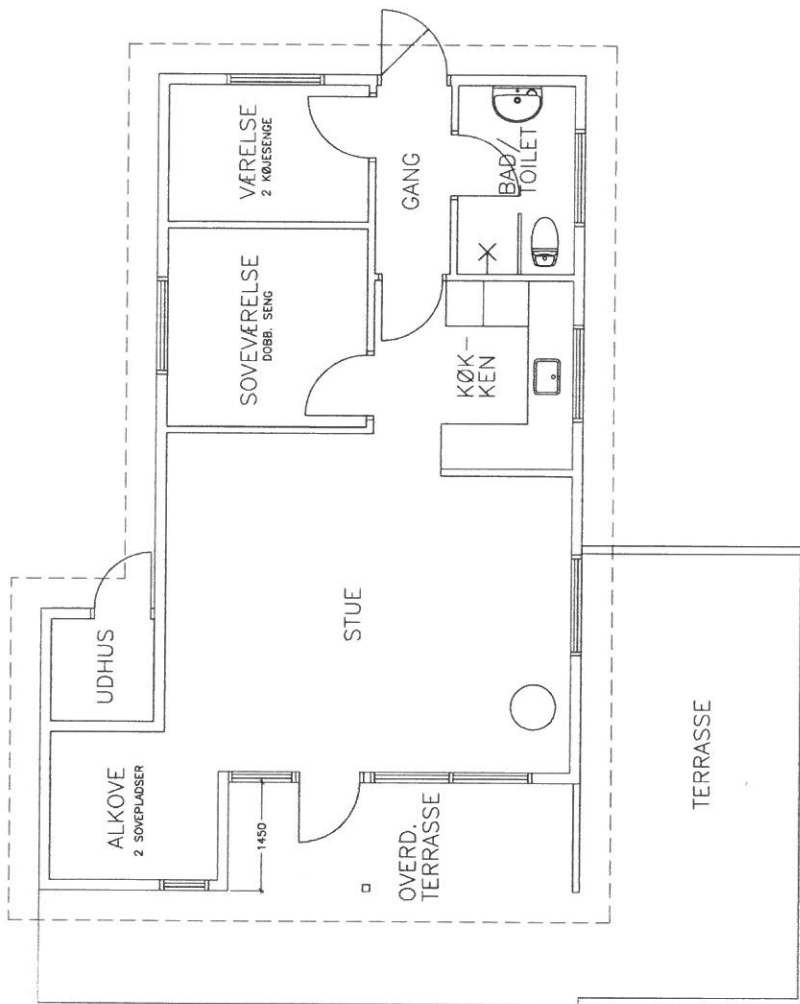 VÆRELSE
2 KØJESENGE
GANG
BAD/
TOILET
SOVEVÆRELSE
DOBB. SENG
KØK-
KEN
UDHUS
STUE
ALKOVE
2 SOVEPLADSER
1450
OVERD.
TERRASSE
TERRASSE